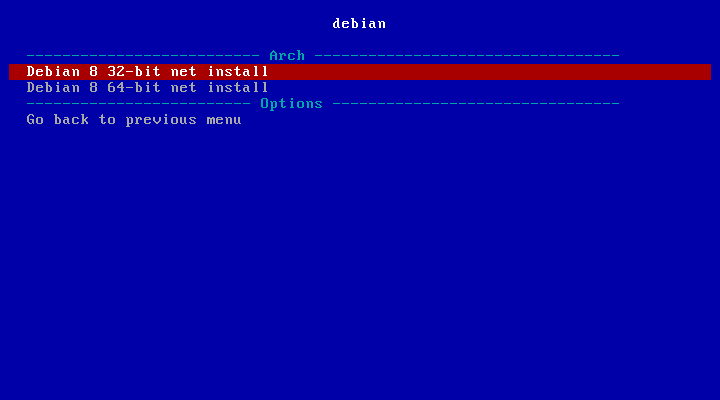 debian
-------------------------- Arch ----------------------------------
Debian 8 32-bit net install
Debian 8 64-bit net install
------------------------- Options --------------------------------
Go back to previous menu